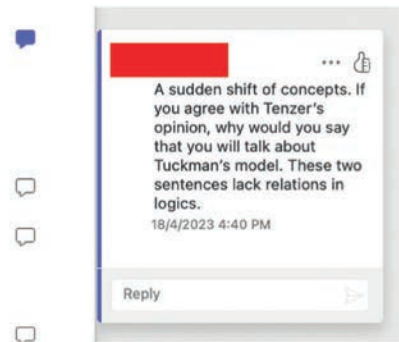 A sudden shift of concepts. If
you agree with Tenzer's
opinion, why would you say
that you will talk about
Tuckman's model. These two
sentences lack relations in
logics.
18/4/2023 4:40 PM
Reply